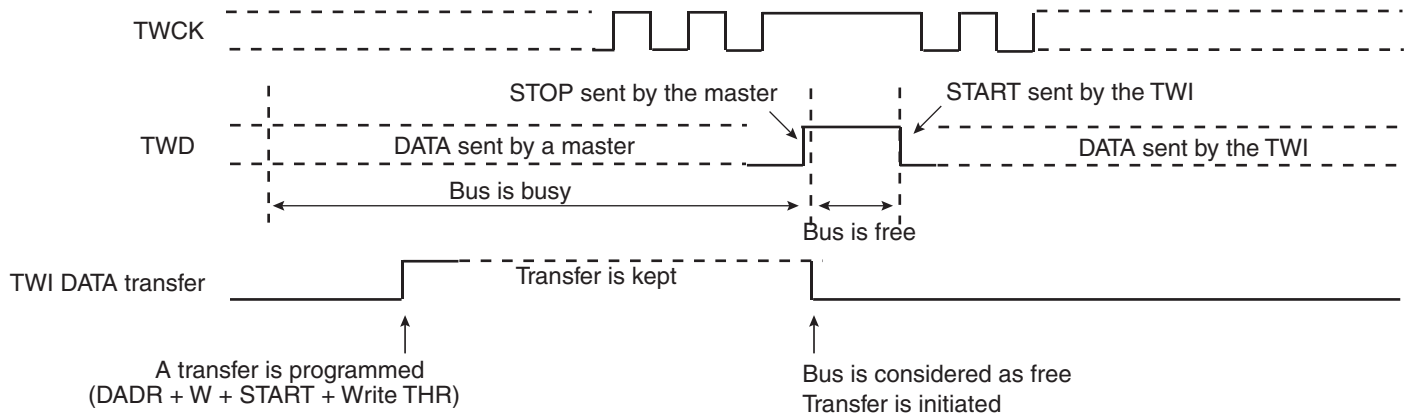 TWCK
STOP sent by the master
START sent by the TWI
TWD
DATA sent by a master
DATA sent by the TWI
Bus is busy
Bus is free
TWI DATA transfer
Transfer is kept
A transfer is programmed
(DADR + W + START + Write THR)
Bus is considered as free
Transfer is initiated